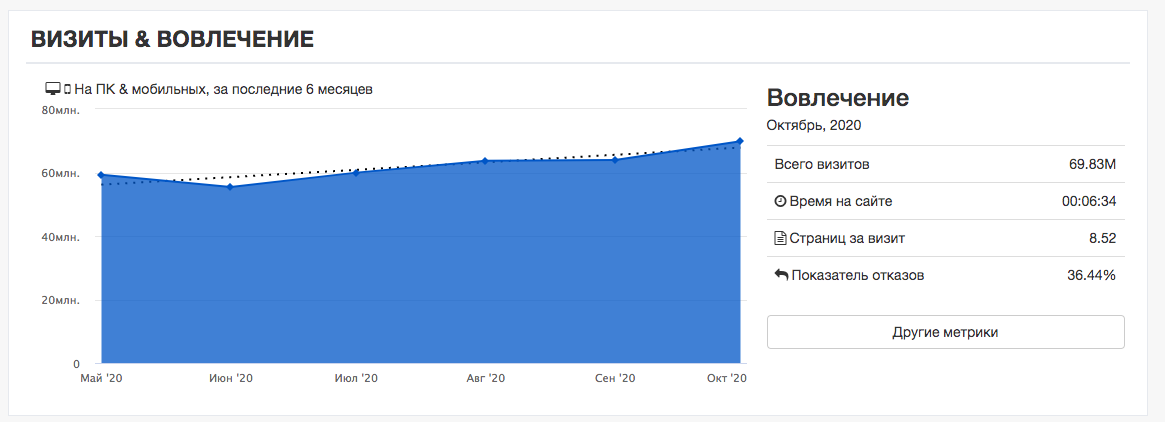 ВИЗИТЫ & ВОВЛЕЧЕНИЕ
На ПК & мобильных, за последние 6 месяцев
80млн.
60млн.
40млн.
20млн.
0
Май '20 Июн '20 Июл '20 Авг '20 Сен '20 Окт '20
Вовлечение
Октябрь, 2020
Всего визитов 69.83M
Время на сайте 00:06:34
Страниц за визит 8.52
Показатель отказов 36.44%
Другие метрики